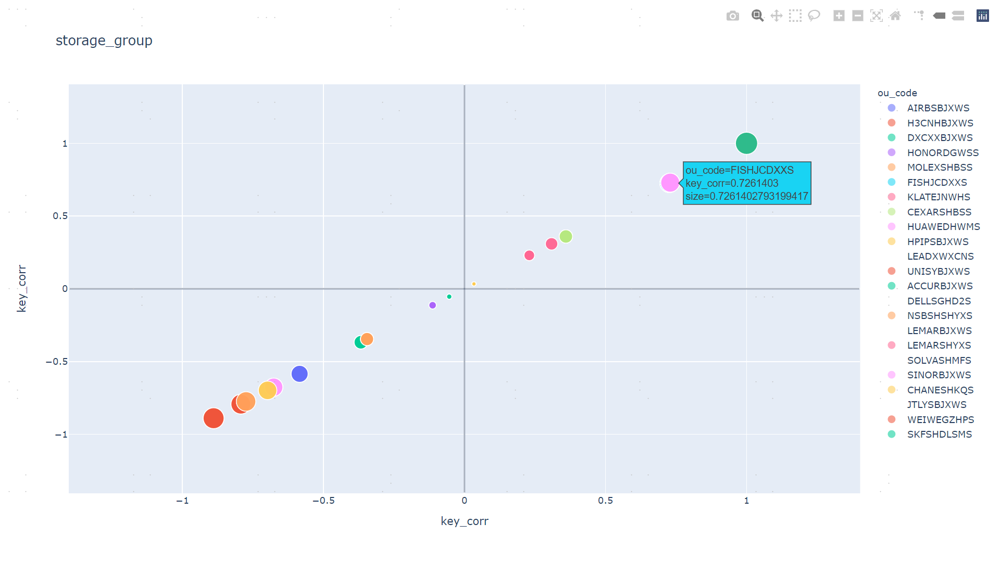 storage_group
ou_code
AIRBSBJXWS
H3CNHBJXWS
DXCXXBJXWS
HONORDGWSS
MOLEXSHBSS
FISHJCDXXS
KLATEJNWHS
CEXARSHBSS
HUAWEDHWMS
HPIPSBJXWS
LEADXWXCNS
UNISYBJXWS
ACCURBJXWS
DELLSGHD2S
NSBSHSHYXS
LEMARBJXWS
LEMARSHYXS
SOLVASHMFS
SINORBJXWS
CHANESHKQS
JTLYSBJXWS
WEIWEGZHPS
SKFSHDLSMS
ou_code=FISHJCDXXS
key_corr=0.7261403
size=0.7261402793199417
1
0.5
0
−0.5
−1
key_corr
−1
−0.5
0
0.5
1
key_corr